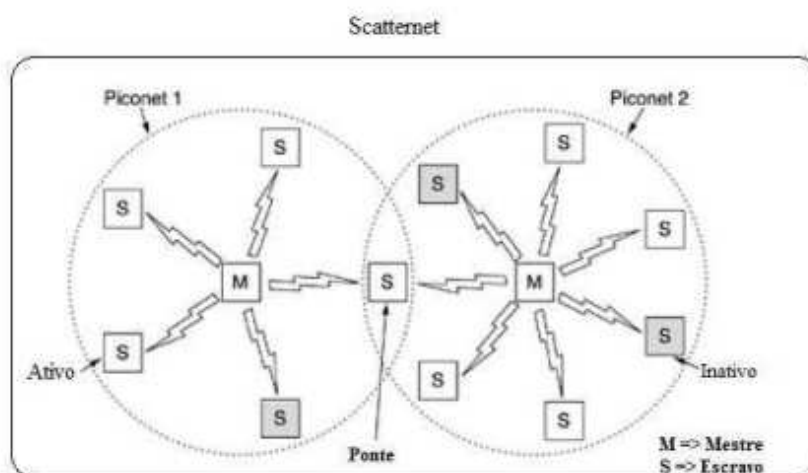 Scatternet
Piconet 1
Piconet 2
S
S
S
S
S
S
M
S
M
S
S
S
S
S
Ativo
Inativo
Ponte
M => Mestre
S => Escravo